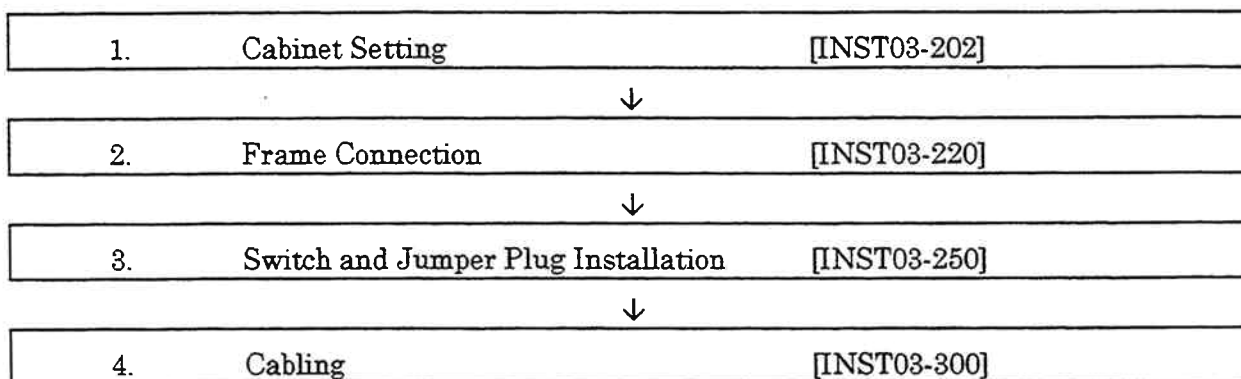 1. Cabinet Setting [INST03-202]
↓
2. Frame Connection [INST03-220]
↓
3. Switch and Jumper Plug Installation [INST03-250]
↓
4. Cabling [INST03-300]